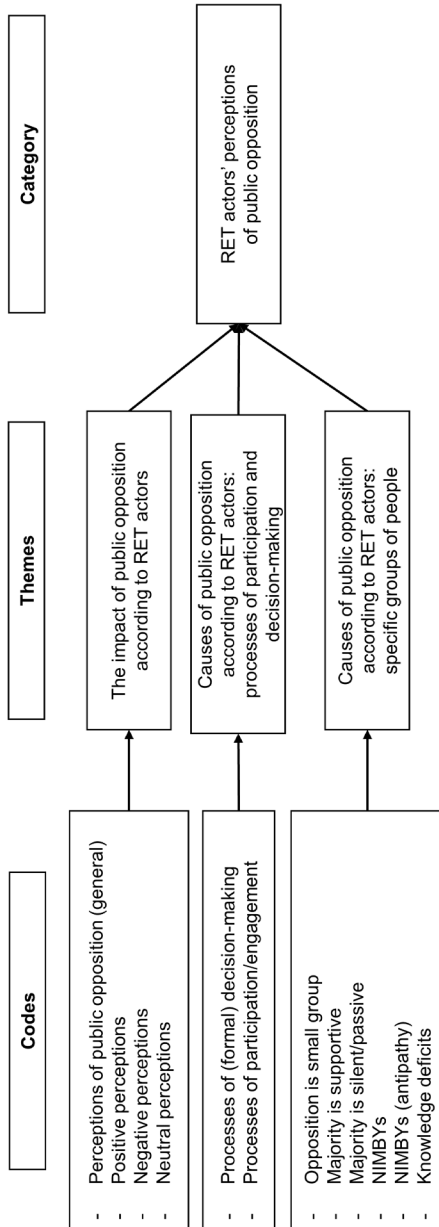 Codes
Themes
Category
- Perceptions of public opposition (general)
- Positive perceptions
- Negative perceptions
- Neutral perceptions
- Processes of (formal) decision-making
- Processes of participation/engagement
- Opposition is small group
- Majority is supportive
- Majority is silent/passive
- NIMBYs
- NIMBYs (antipathy)
- Knowledge deficits
The impact of public opposition
according to RET actors
Causes of public opposition
according to RET actors:
processes of participation and
decision-making
Causes of public opposition
according to RET actors:
specific groups of people
RET actors' perceptions
of public opposition